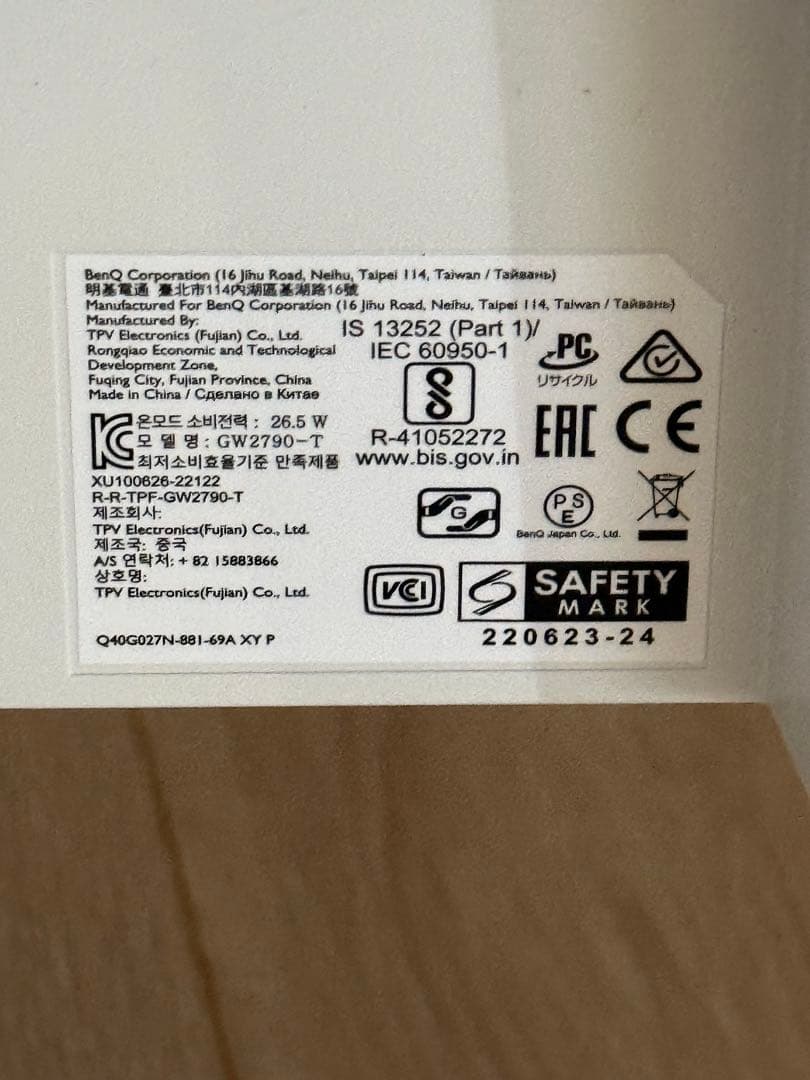 BenQ Corporation (16 Jihu Road, Neihu, Taipei 114, Taiwan / Тайвань)
明基電通 臺北市114內湖區基湖路16號
Manufactured For BenQ Corporation (16 Jihu Road, Neihu, Taipei 114, Taiwan / Тайвань)
Manufactured By:
TPV Electronics (Fujian) Co., Ltd.
Rongqiao Economic and Technological
Development Zone,
Fuqing City, Fujian Province, China
Made in China / Сделано в Китае
IS 13252 (Part 1)/
IEC 60950-1
R-41052272
www.bis.gov.in
PC
リサイクル
EAC
CE
온모드 소비전력 : 26.5 W
모 델 명 : GW2790-T
최저소비효율기준 만족제품
XU100626-22122
R-R-TPF-GW2790-T
제조회사:
TPV Electronics(Fujian) Co., Ltd.
제조국: 중국
A/S 연락처: + 82 15883866
상호명:
TPV Electronics(Fujian) Co., Ltd.
Q40G027N-881-69A XY P
G
PSE
BenQ Japan Co., Ltd.
VCCI
S
SAFETY
MARK
220623-24